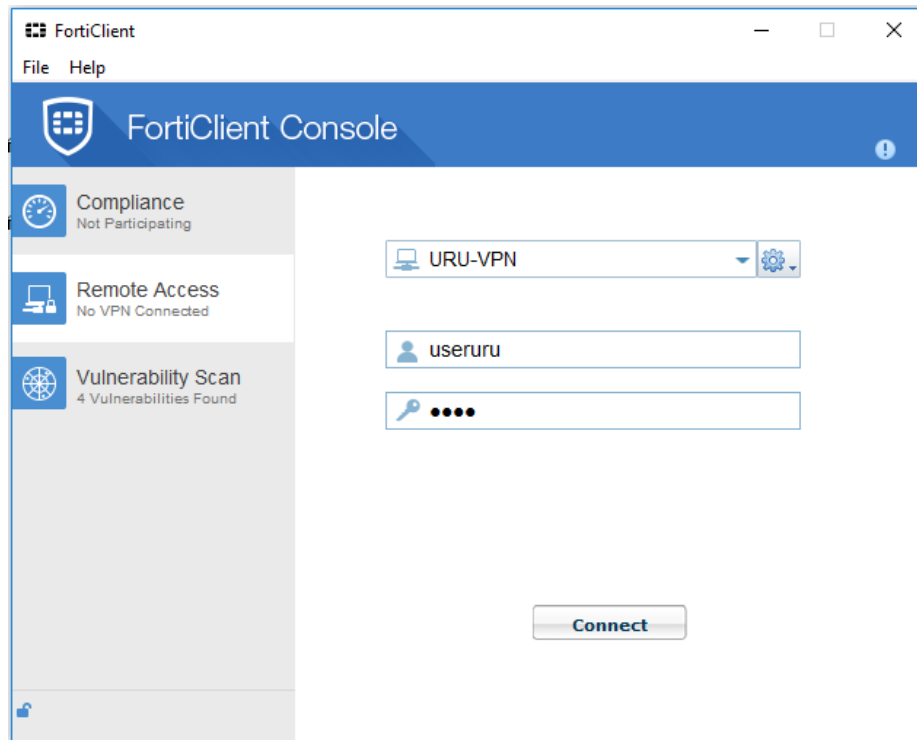 FortiClient
File Help
FortiClient Console
Compliance
Not Participating
Remote Access
No VPN Connected
Vulnerability Scan
4 Vulnerabilities Found
URU-VPN
useruru
••••
Connect